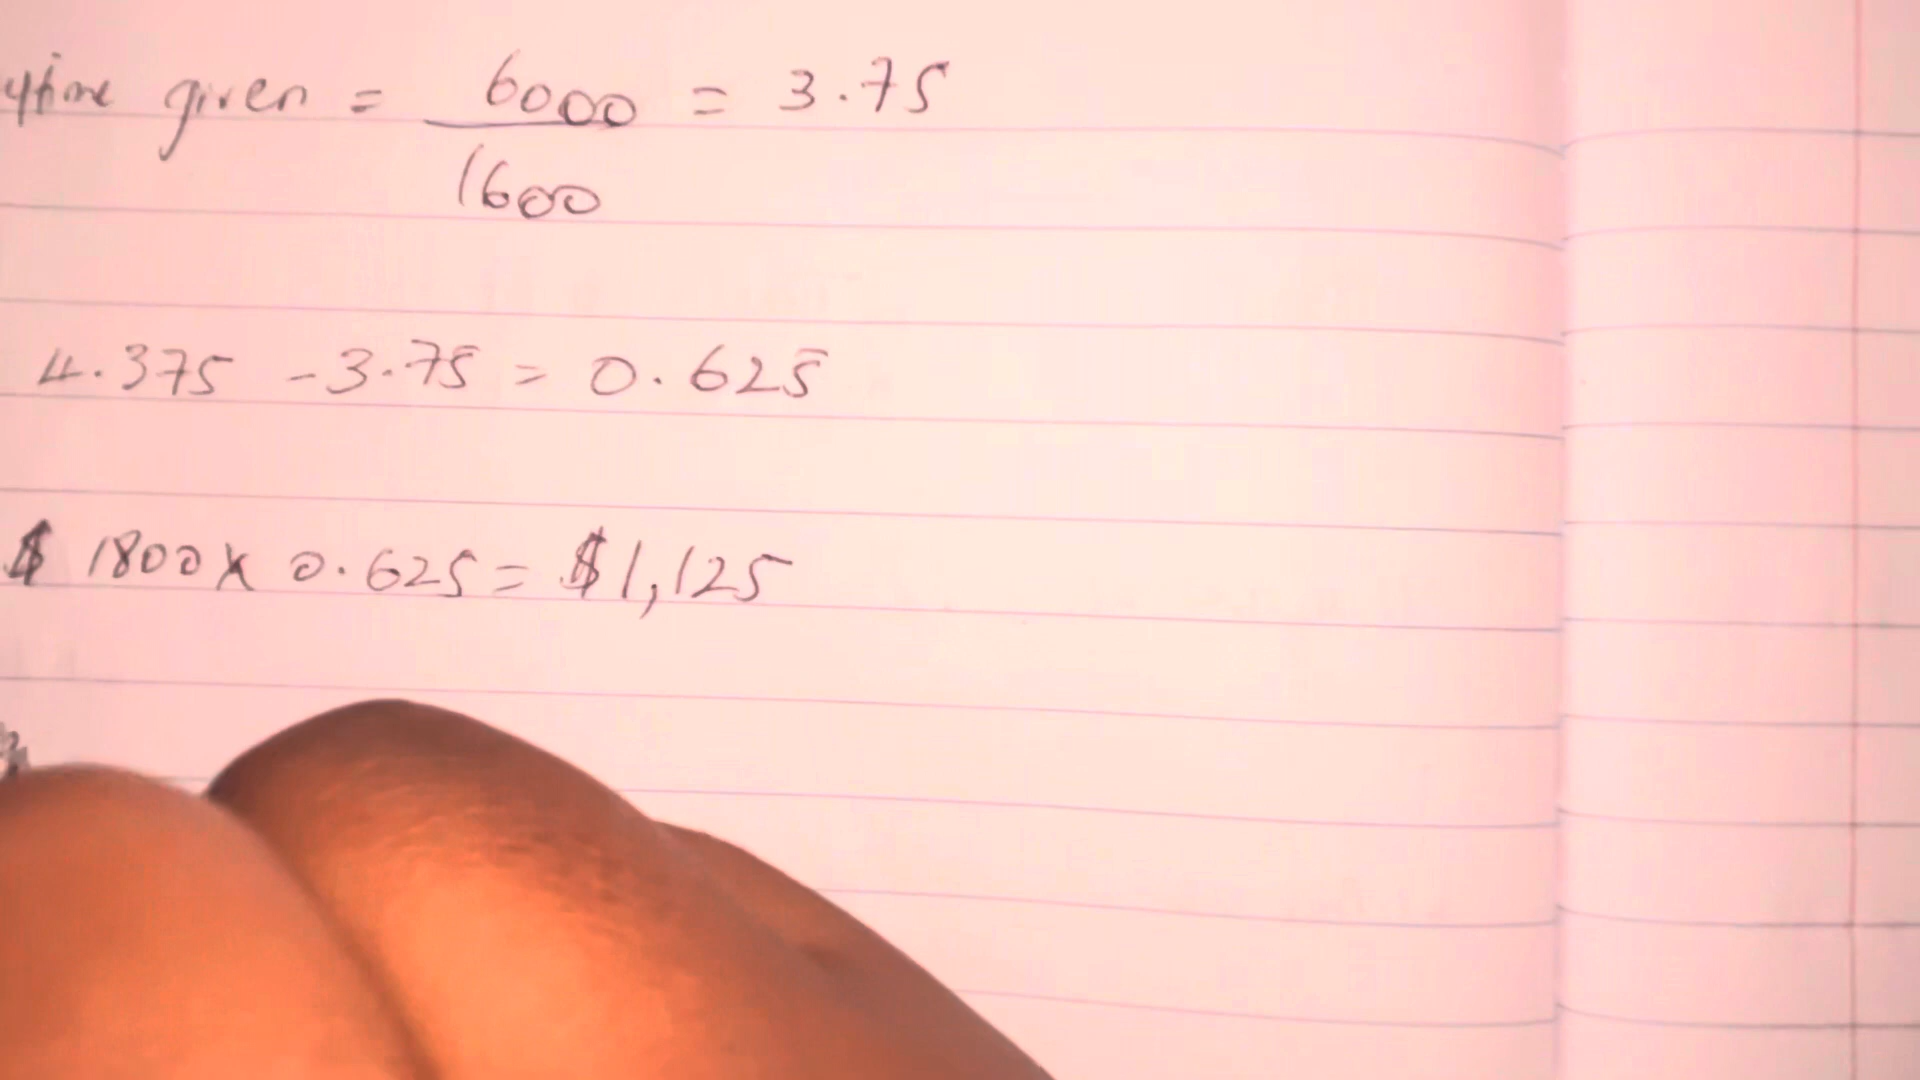 given = 6000 = 3.75
1600
4.375 - 3.75 = 0.625
$ 1800 x 0.625 = $1,125